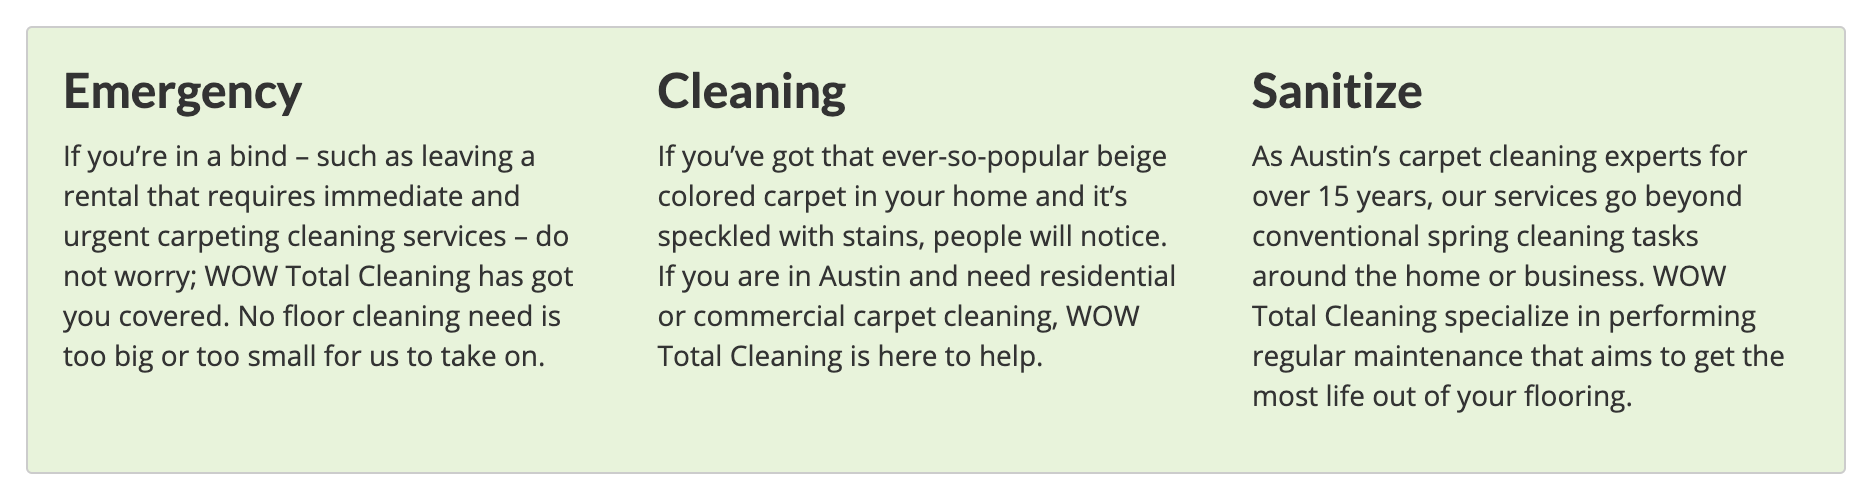 Emergency
If you’re in a bind – such as leaving a
rental that requires immediate and
urgent carpeting cleaning services – do
not worry; WOW Total Cleaning has got
you covered. No floor cleaning need is
too big or too small for us to take on.
Cleaning
If you’ve got that ever-so-popular beige
colored carpet in your home and it’s
speckled with stains, people will notice.
If you are in Austin and need residential
or commercial carpet cleaning, WOW
Total Cleaning is here to help.
Sanitize
As Austin’s carpet cleaning experts for
over 15 years, our services go beyond
conventional spring cleaning tasks
around the home or business. WOW
Total Cleaning specialize in performing
regular maintenance that aims to get the
most life out of your flooring.